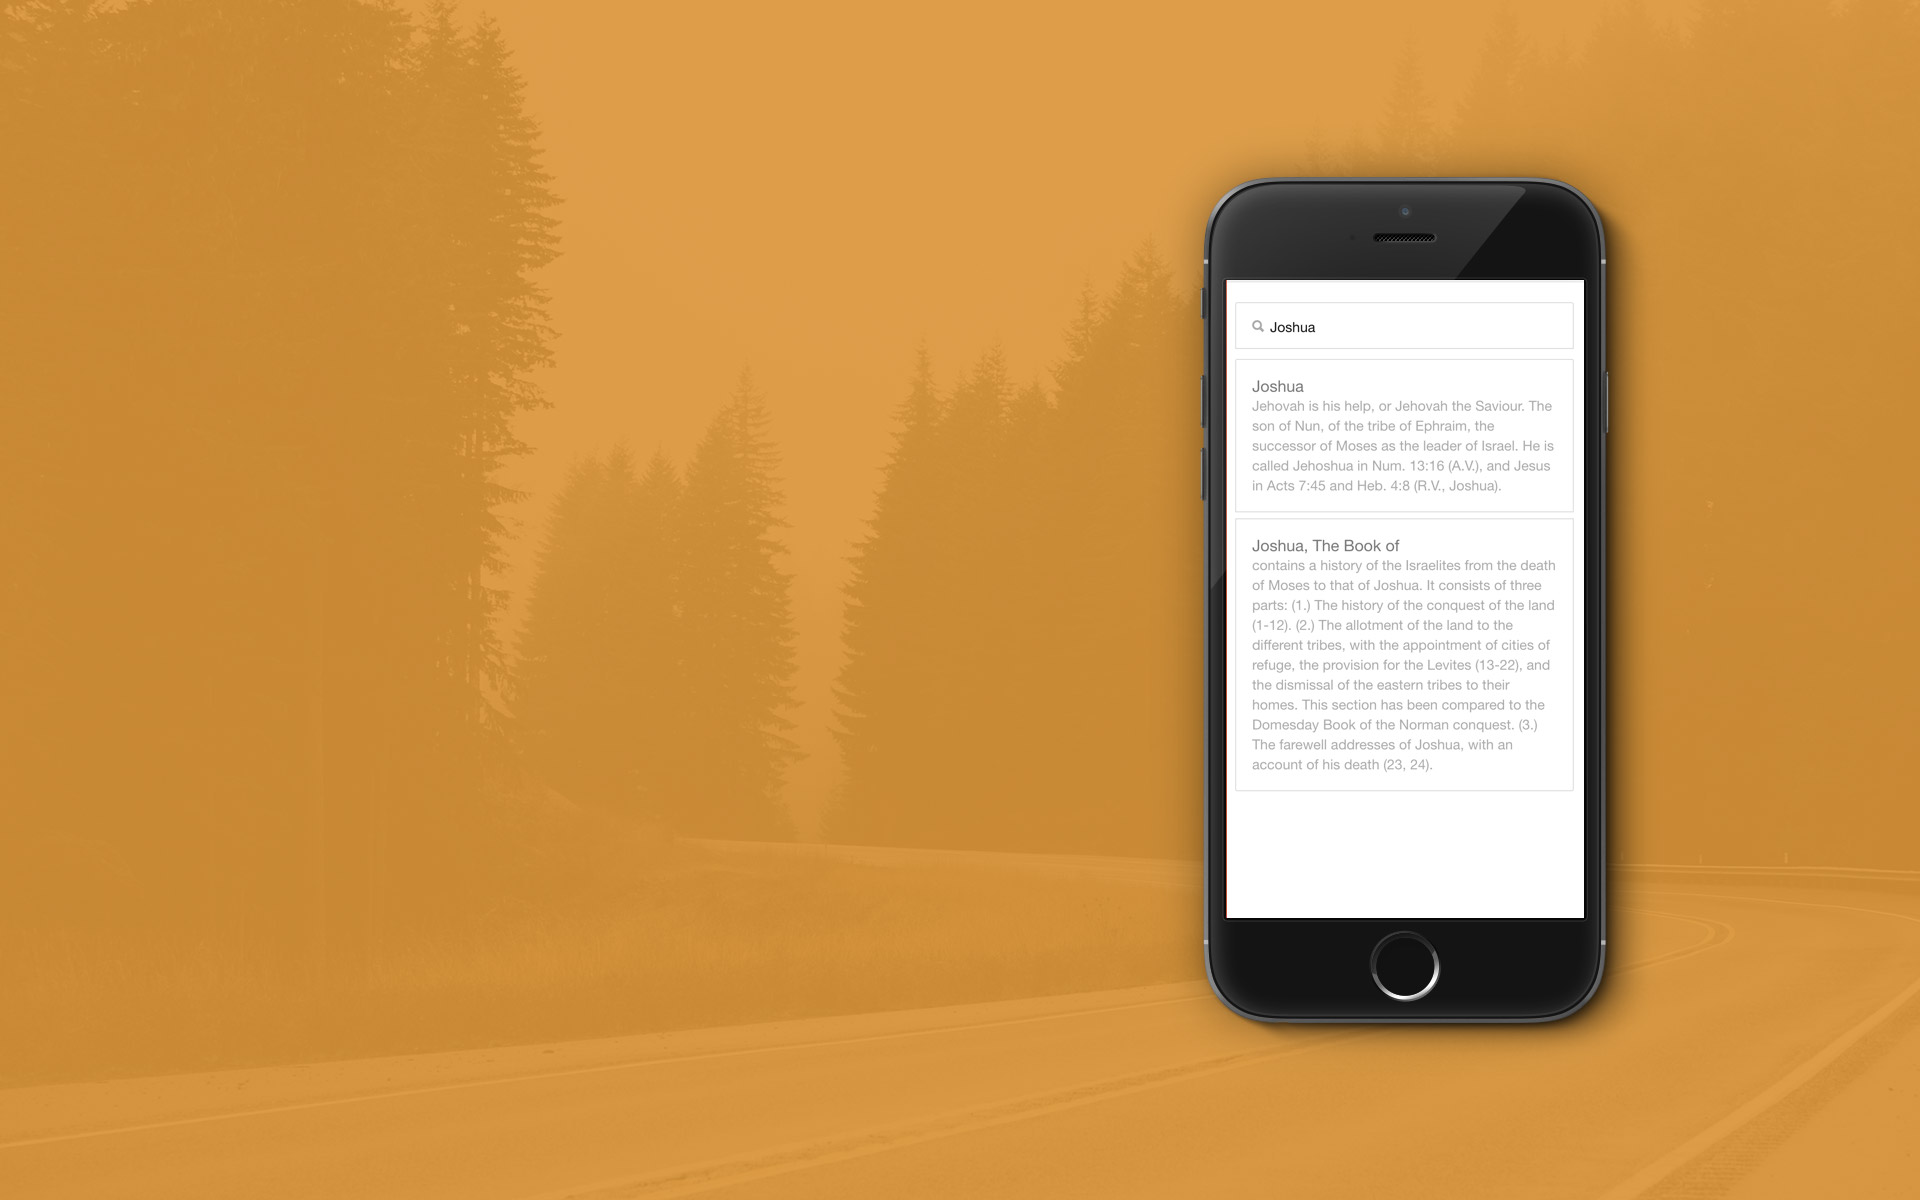 Joshua
Joshua
Jehovah is his help, or Jehovah the Saviour. The
son of Nun, of the tribe of Ephraim, the
successor of Moses as the leader of Israel. He is
called Jehoshua in Num. 13:16 (A.V.), and Jesus
in Acts 7:45 and Heb. 4:8 (R.V., Joshua).
Joshua, The Book of
contains a history of the Israelites from the death
of Moses to that of Joshua. It consists of three
parts: (1.) The history of the conquest of the land
(1-12). (2.) The allotment of the land to the
different tribes, with the appointment of cities of
refuge, the provision for the Levites (13-22), and
the dismissal of the eastern tribes to their
homes. This section has been compared to the
Domesday Book of the Norman conquest. (3.)
The farewell addresses of Joshua, with an
account of his death (23, 24).